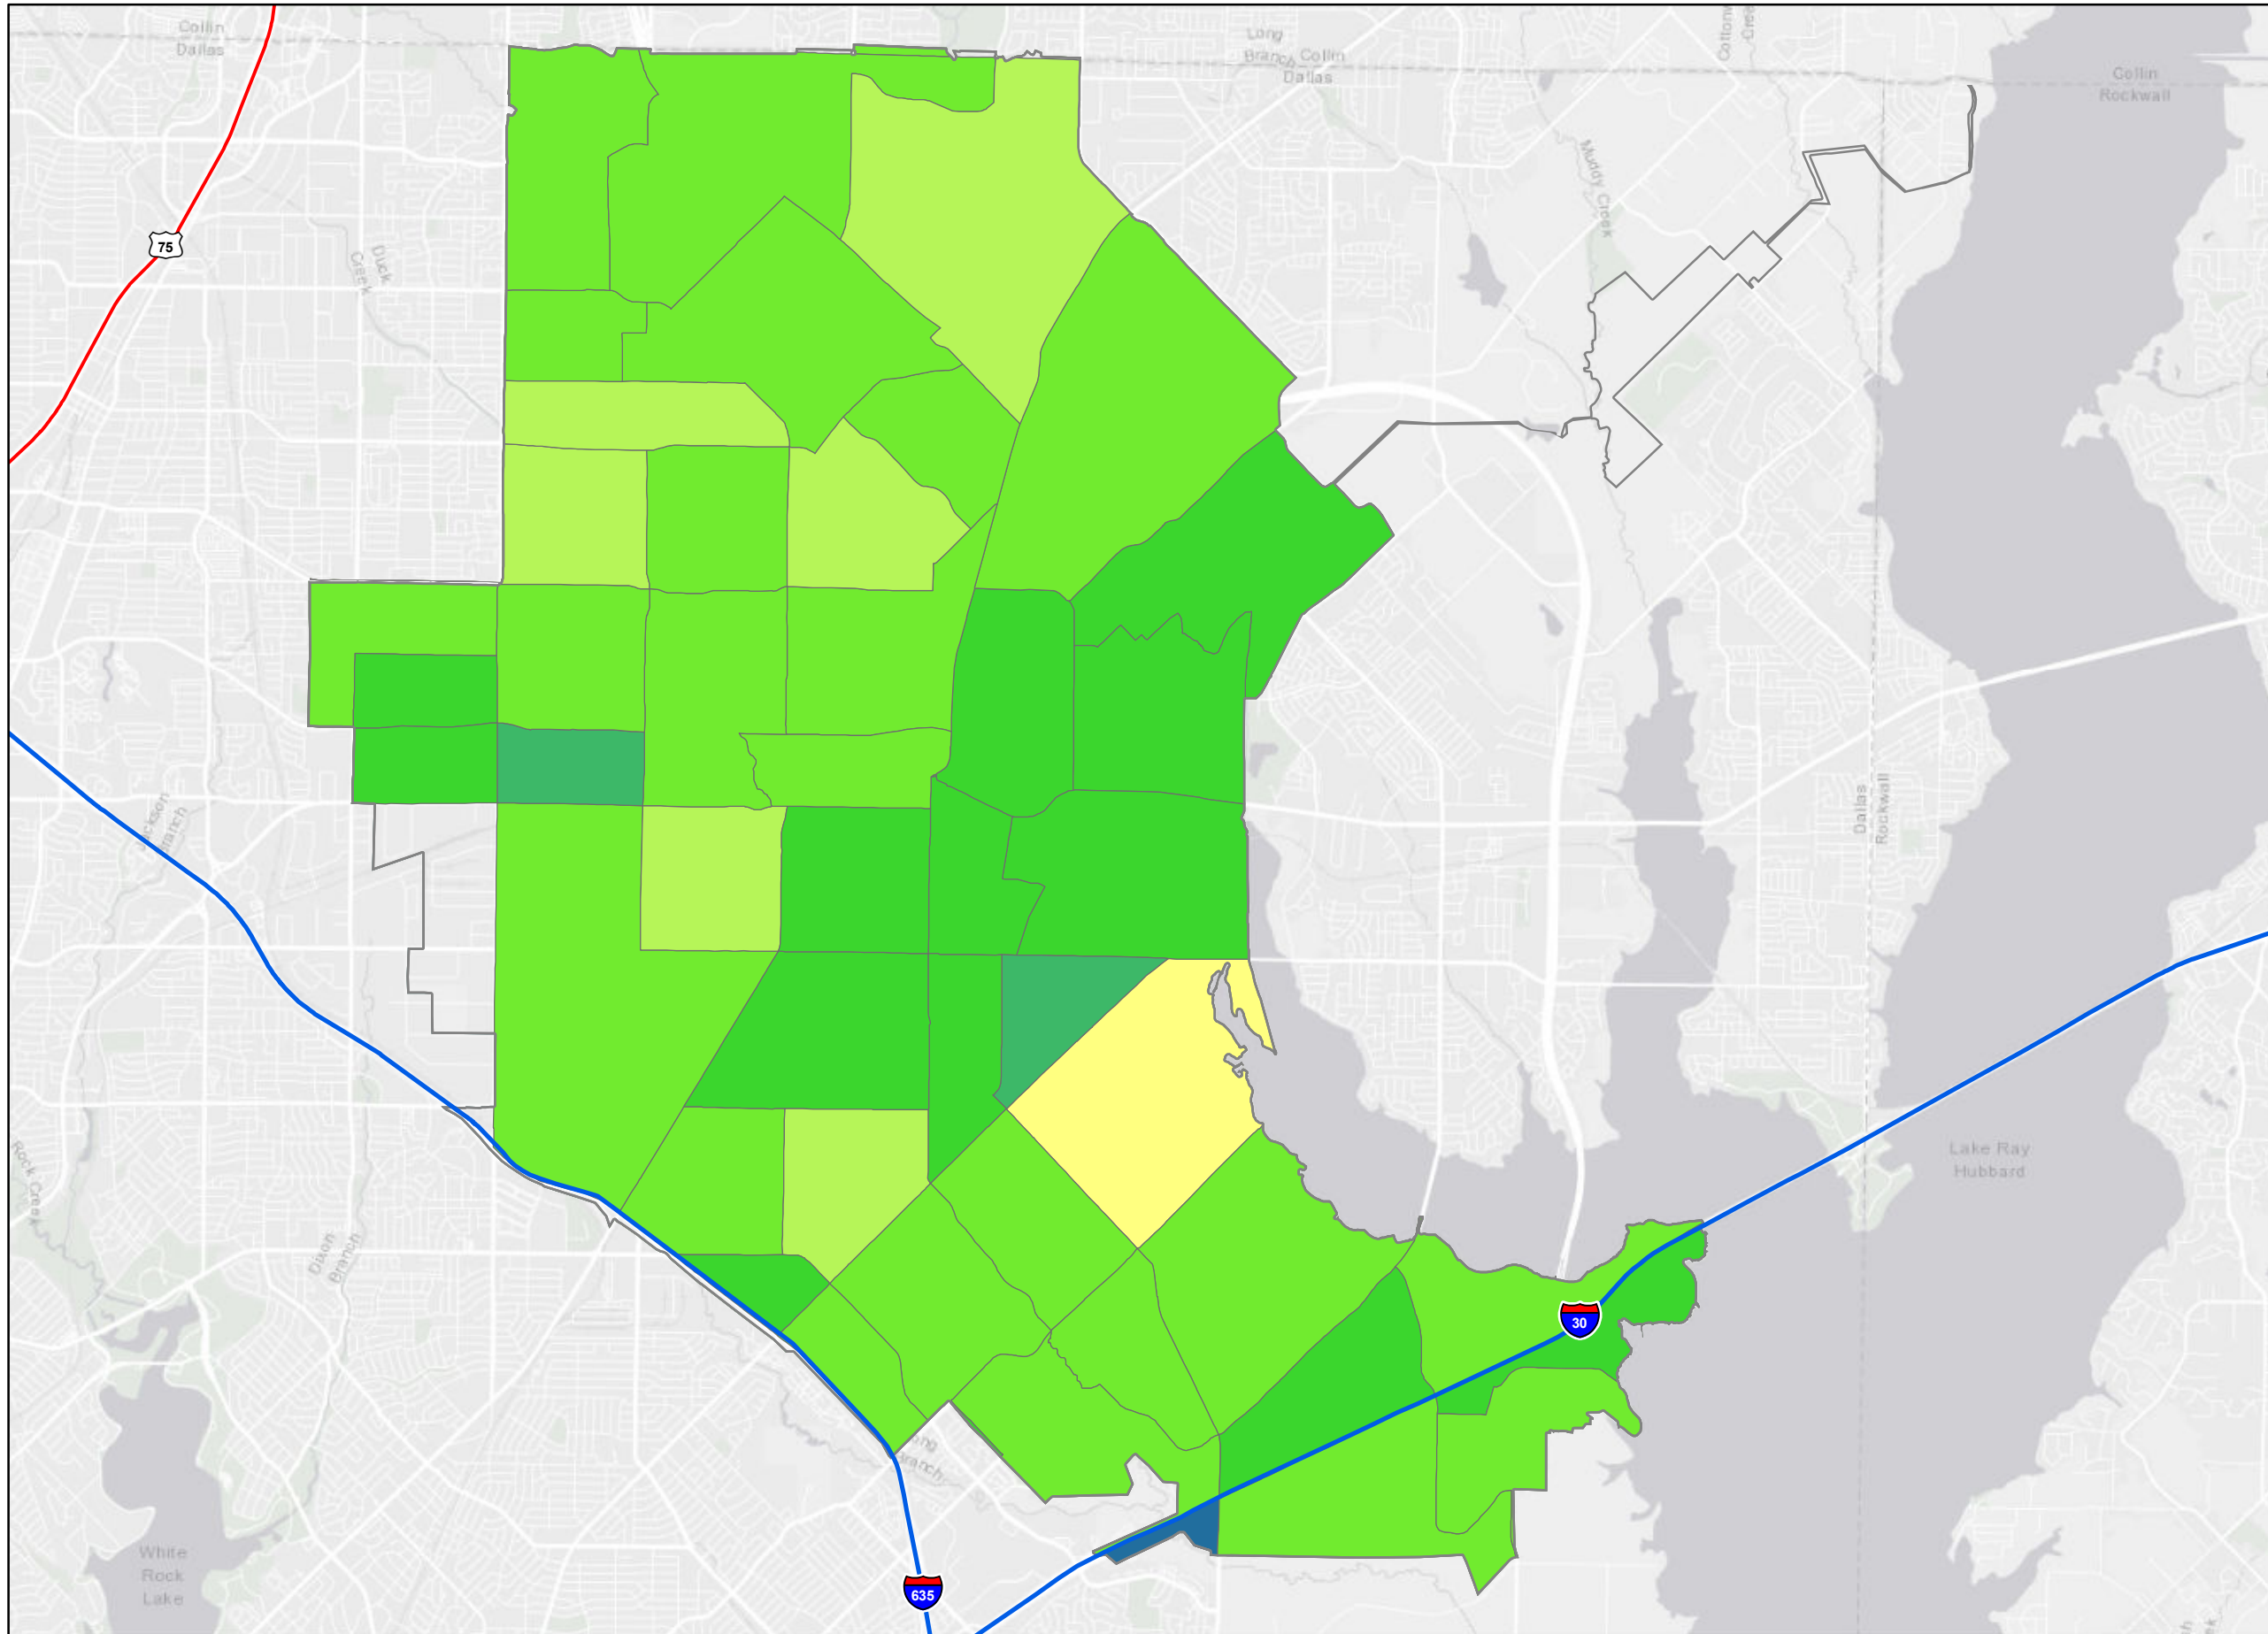 Collin
Dallas
Long
Branch
Collin
Dallas
Collin
Rockwall
Muddy Creek
75
Duck
Creek
Dallas
Rockwall
Jackson
Branch
Lake Ray
Hubbard
Rock Creek
Dixon
Branch
30
Long
Branch
White
Rock
Lake
635